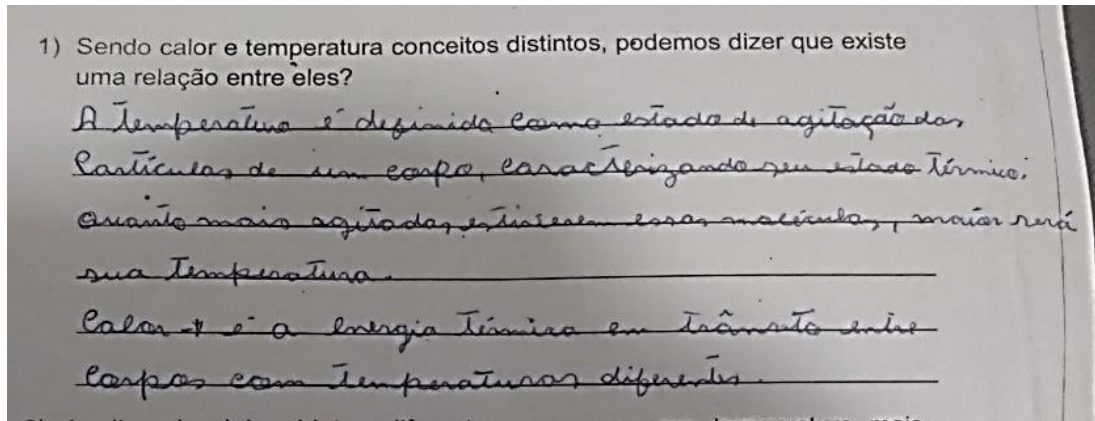 1) Sendo calor e temperatura conceitos distintos, podemos dizer que existe
uma relação entre eles?
A Temperatura é definida como estado de agitação das
Partículas de um corpo, caracterizando seu estado Térmico.
Quanto mais agitadas estiverem essas moléculas, maior será
sua Temperatura.
Calor → é a energia Térmica em trânsito entre
Corpos com Temperaturas diferentes.